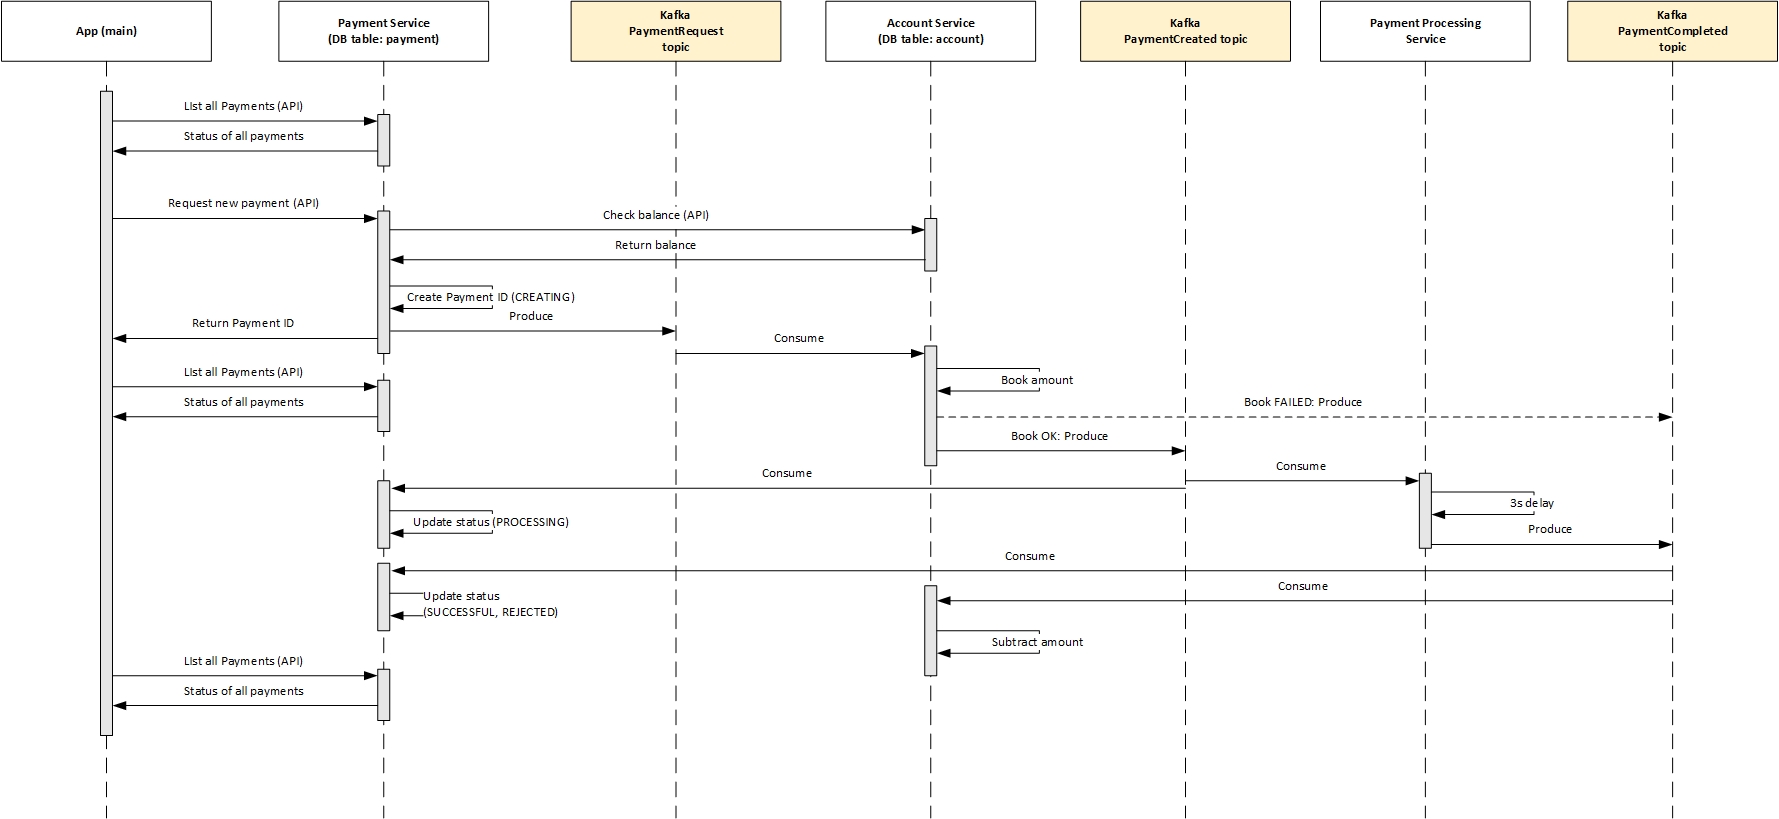 App (main)
Payment Service
(DB table: payment)
Kafka
PaymentRequest
topic
Account Service
(DB table: account)
Kafka
PaymentCreated topic
Payment Processing
Service
Kafka
PaymentCompleted
topic
LIst all Payments (API)
Status of all payments
Request new payment (API)
Check balance (API)
Return balance
Create Payment ID (CREATING)
Produce
Return Payment ID
Consume
LIst all Payments (API)
Book amount
Status of all payments
Book FAILED: Produce
Book OK: Produce
Consume
Consume
3s delay
Update status (PROCESSING)
Produce
Consume
Consume
Update status
(SUCCESSFUL, REJECTED)
Subtract amount
LIst all Payments (API)
Status of all payments